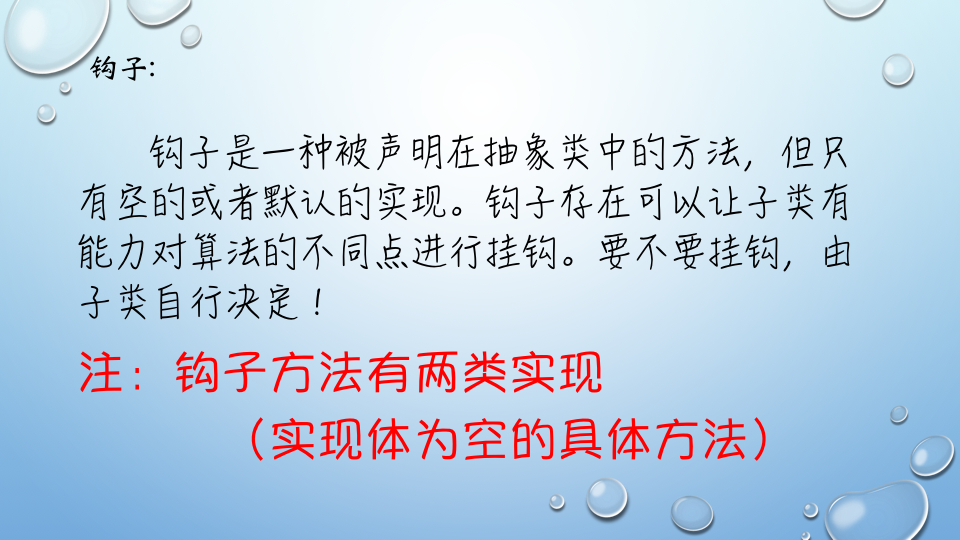 钩子:
钩子是一种被声明在抽象类中的方法，但只
有空的或者默认的实现。钩子存在可以让子类有
能力对算法的不同点进行挂钩。要不要挂钩，由
子类自行决定！
注：钩子方法有两类实现
（实现体为空的具体方法）